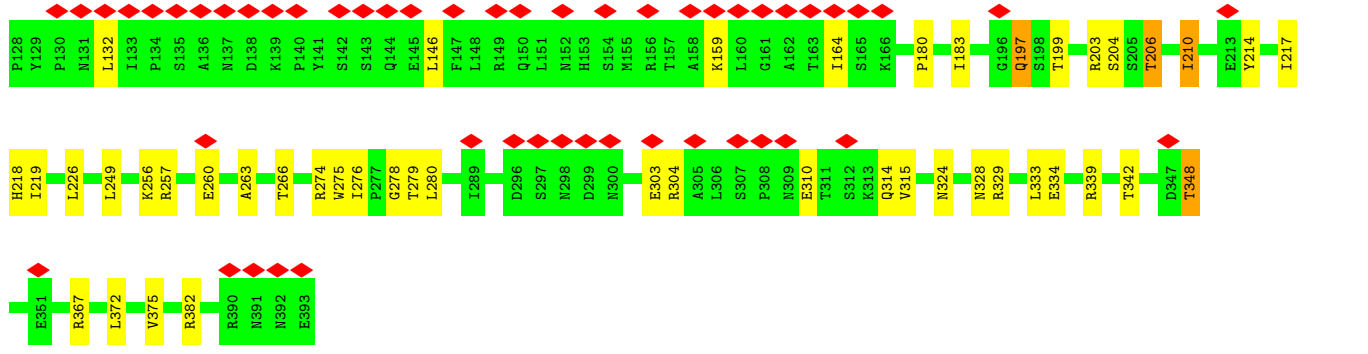 P128 Y129 P130 N131 L132 I133 P134 S135 A136 N137 D138 K139 P140 Y141 S142 S143 Q144 E145 L146 F147 L148 R149 Q150 L151 N152 H153 S154 M155 R156 T157 A158 K159 L160 G161 A162 T163 I164 S165 K166 P180 I183 G196 Q197 S198 T199 R203 S204 S205 T206 I210 E213 Y214 I217
H218 I219 L226 L249 K256 R257 E260 A263 T266 R274 W275 I276 P277 G278 T279 L280 I289 D296 S297 N298 D299 N300 E303 R304 A305 L306 S307 P308 N309 E310 T311 S312 K313 Q314 V315 N324 N328 R329 L333 E334 R339 T342 D347 T348
E351 R367 L372 V375 R382 R390 N391 N392 E393